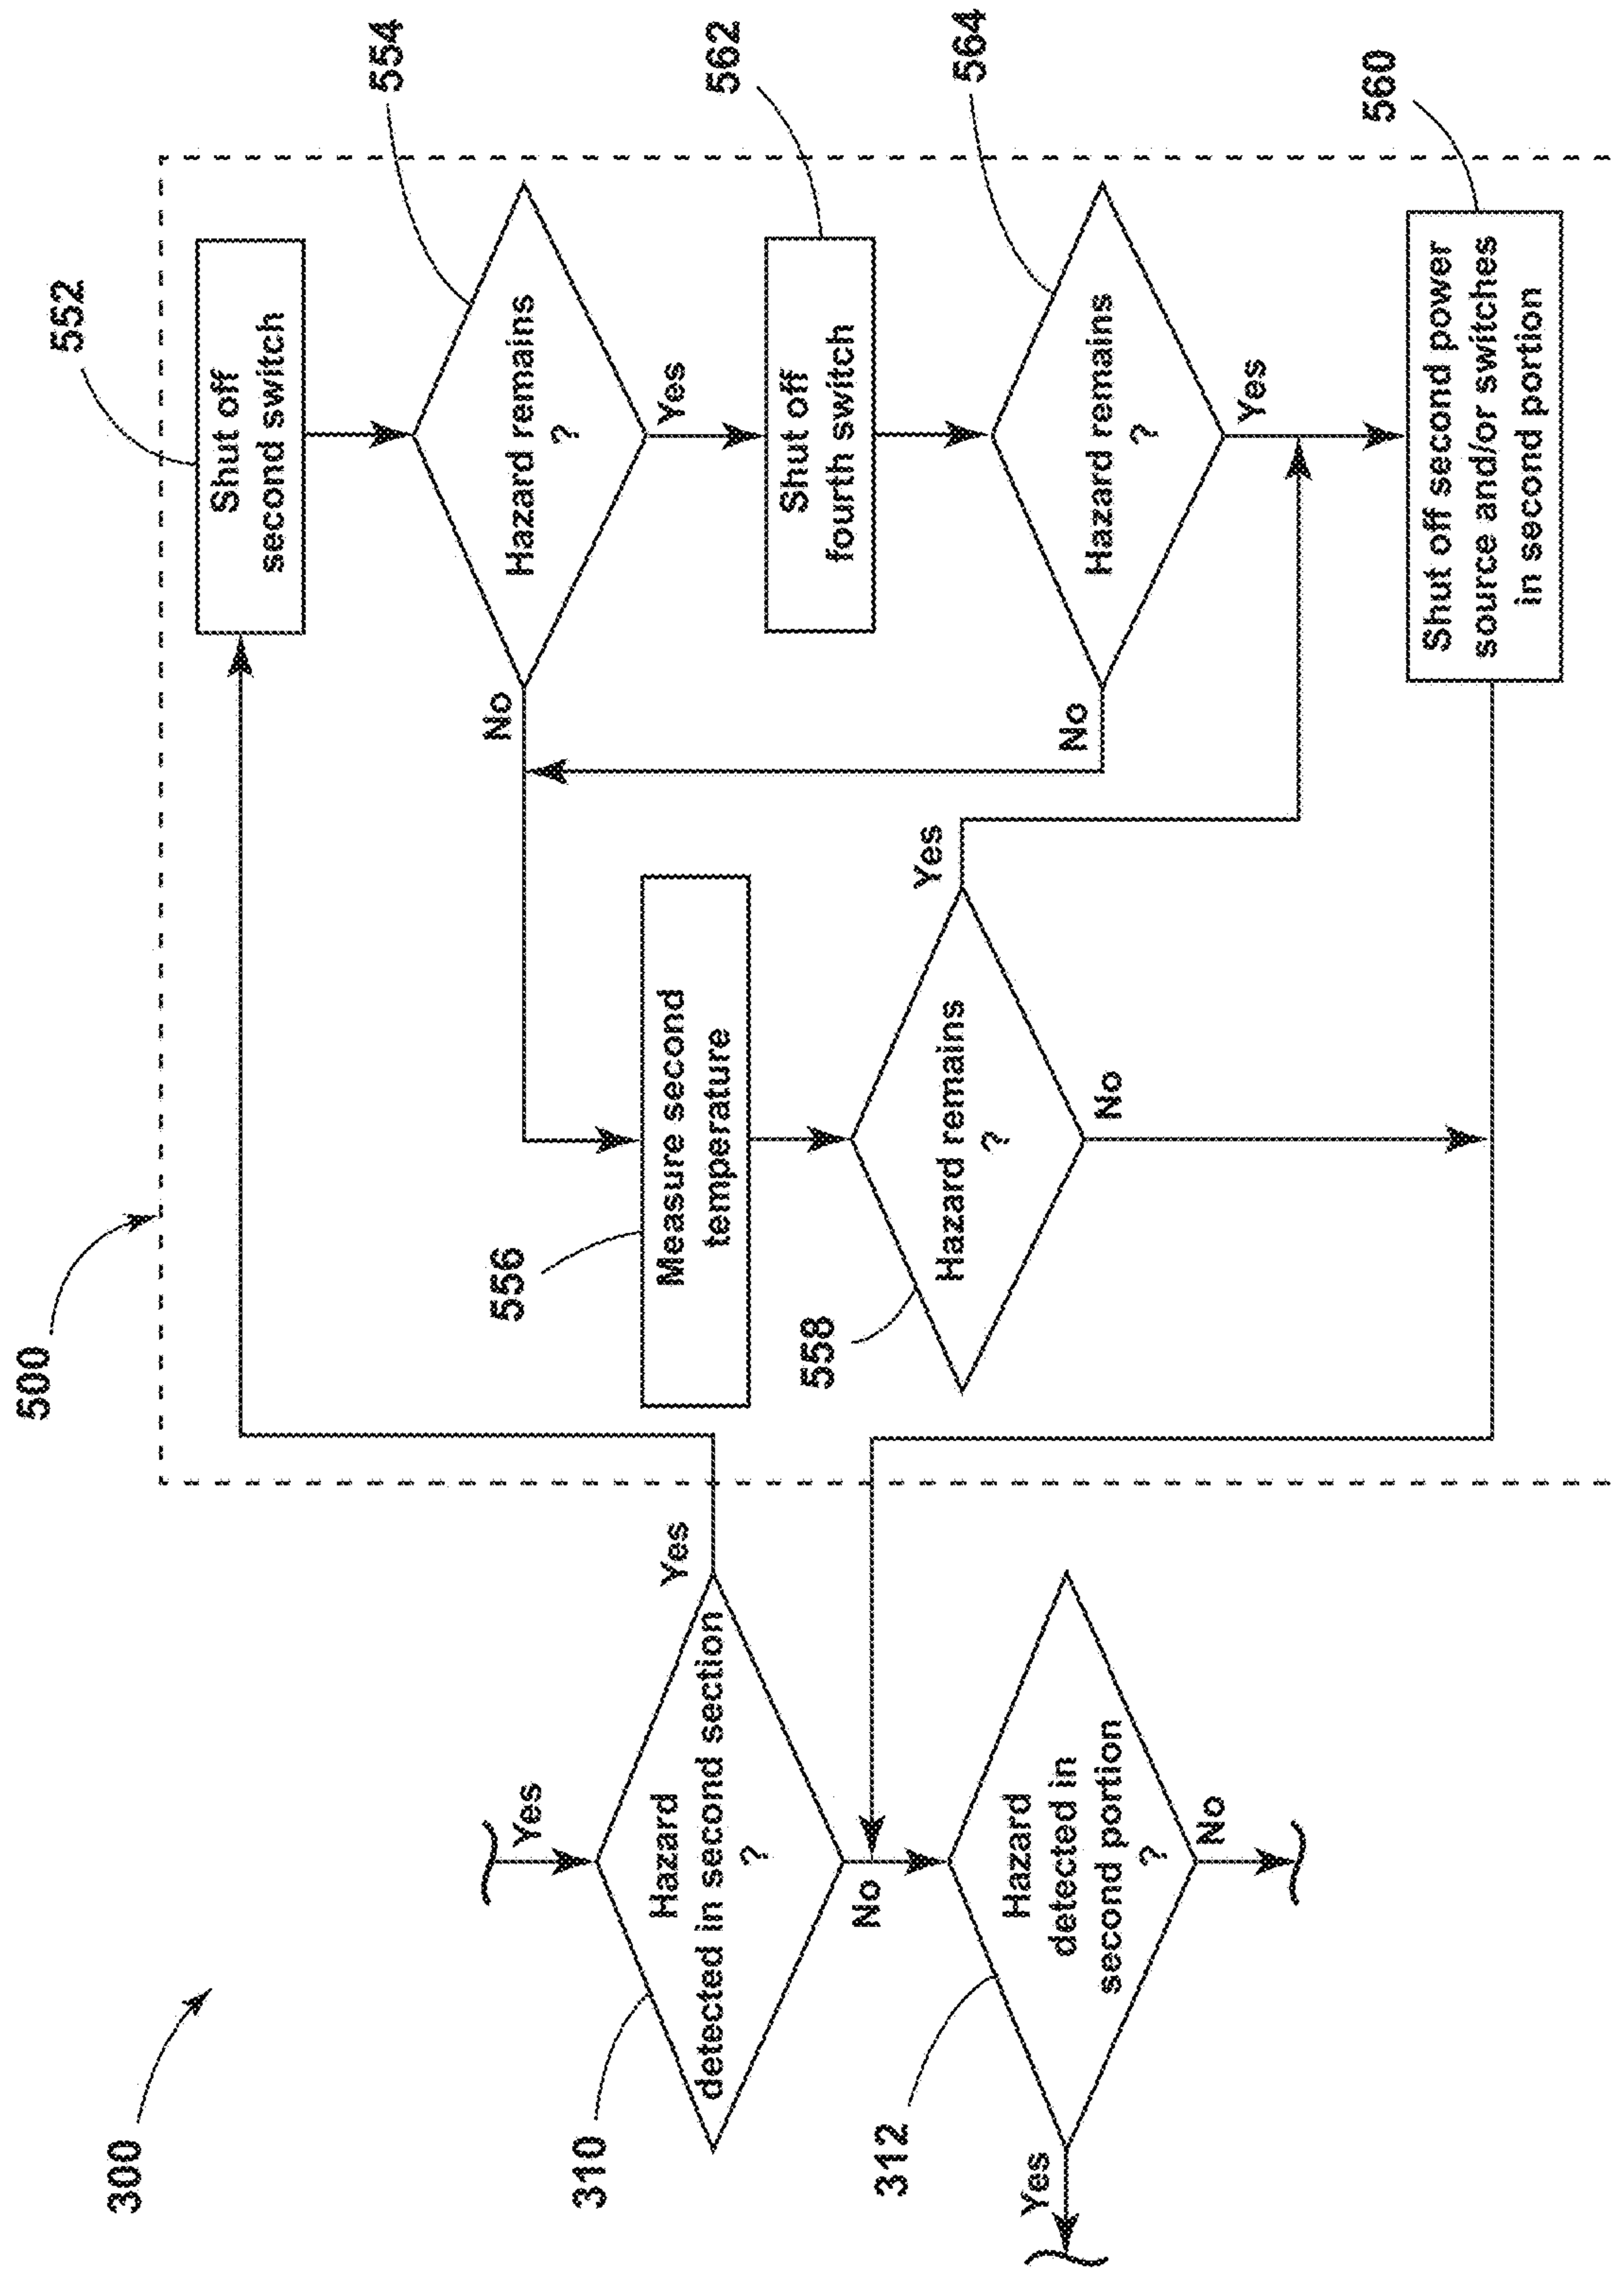 300
500
310
Yes
Hazard
detected in second section
?
Yes
No
312
Hazard
detected in
second portion
?
Yes
No
552
Shut off
second switch
554
Hazard remains
?
No
Yes
556
Measure second
temperature
558
Hazard remains
?
Yes
No
562
Shut off
fourth switch
564
Hazard remains
?
No
Yes
560
Shut off second power
source and/or switches
in second portion